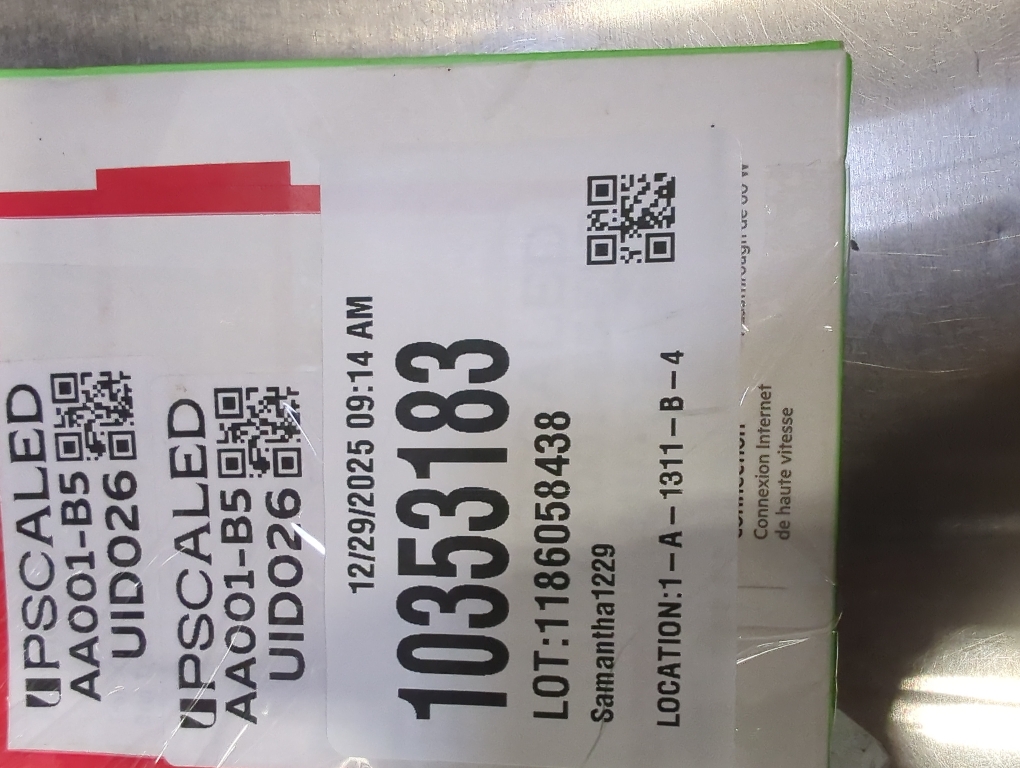 UPSCALED
AA001-B5
UID026
UPSCALED
AA001-B5
UID026
12/29/2025 09:14 AM
10353183
LOT:1186058438
Samantha1229
LOCATION:1-A-1311-B-4
Connexion Internet
de haute vitesse